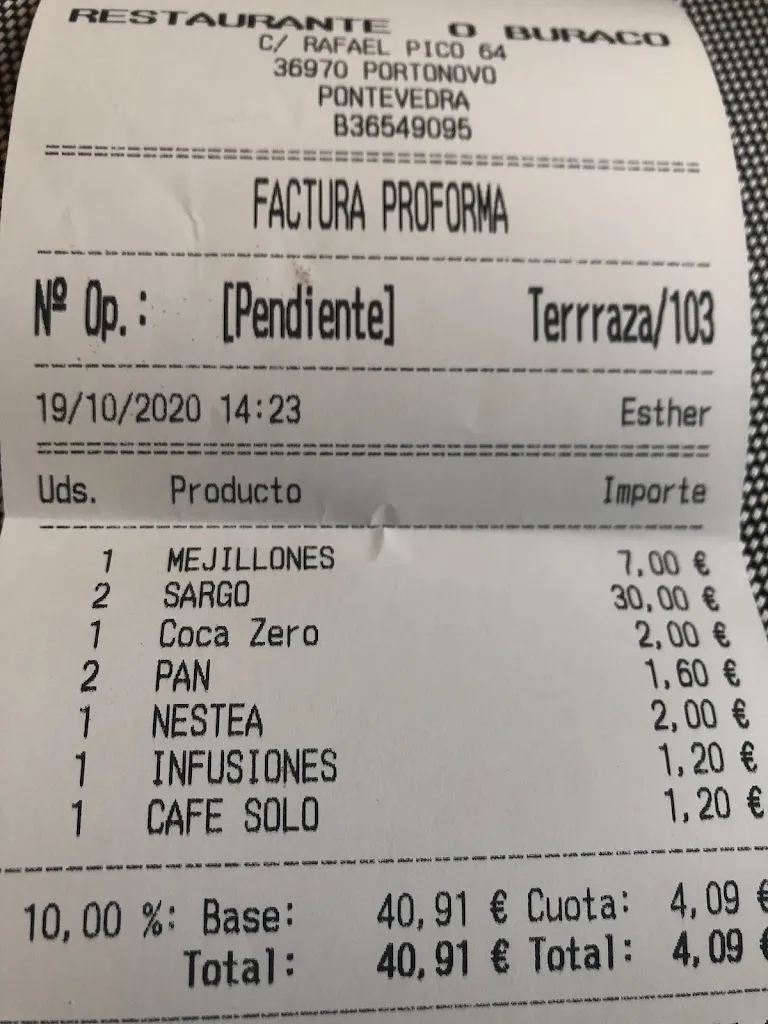 RESTAURANTE O BURACO
C/ RAFAEL PICO 64
36970 PORTONOVO
PONTEVEDRA
B36549095
FACTURA PROFORMA
Nº Op.: [Pendiente] Terrraza/103
19/10/2020 14:23 Esther
Uds. Producto Importe
1 MEJILLONES 7,00 €
2 SARGO 30,00 €
1 Coca Zero 2,00 €
2 PAN 1,60 €
1 NESTEA 2,00 €
1 INFUSIONES 1,20 €
1 CAFE SOLO 1,20 €
10,00 %: Base: 40,91 € Cuota: 4,09 €
Total: 40,91 € Total: 4,09 €